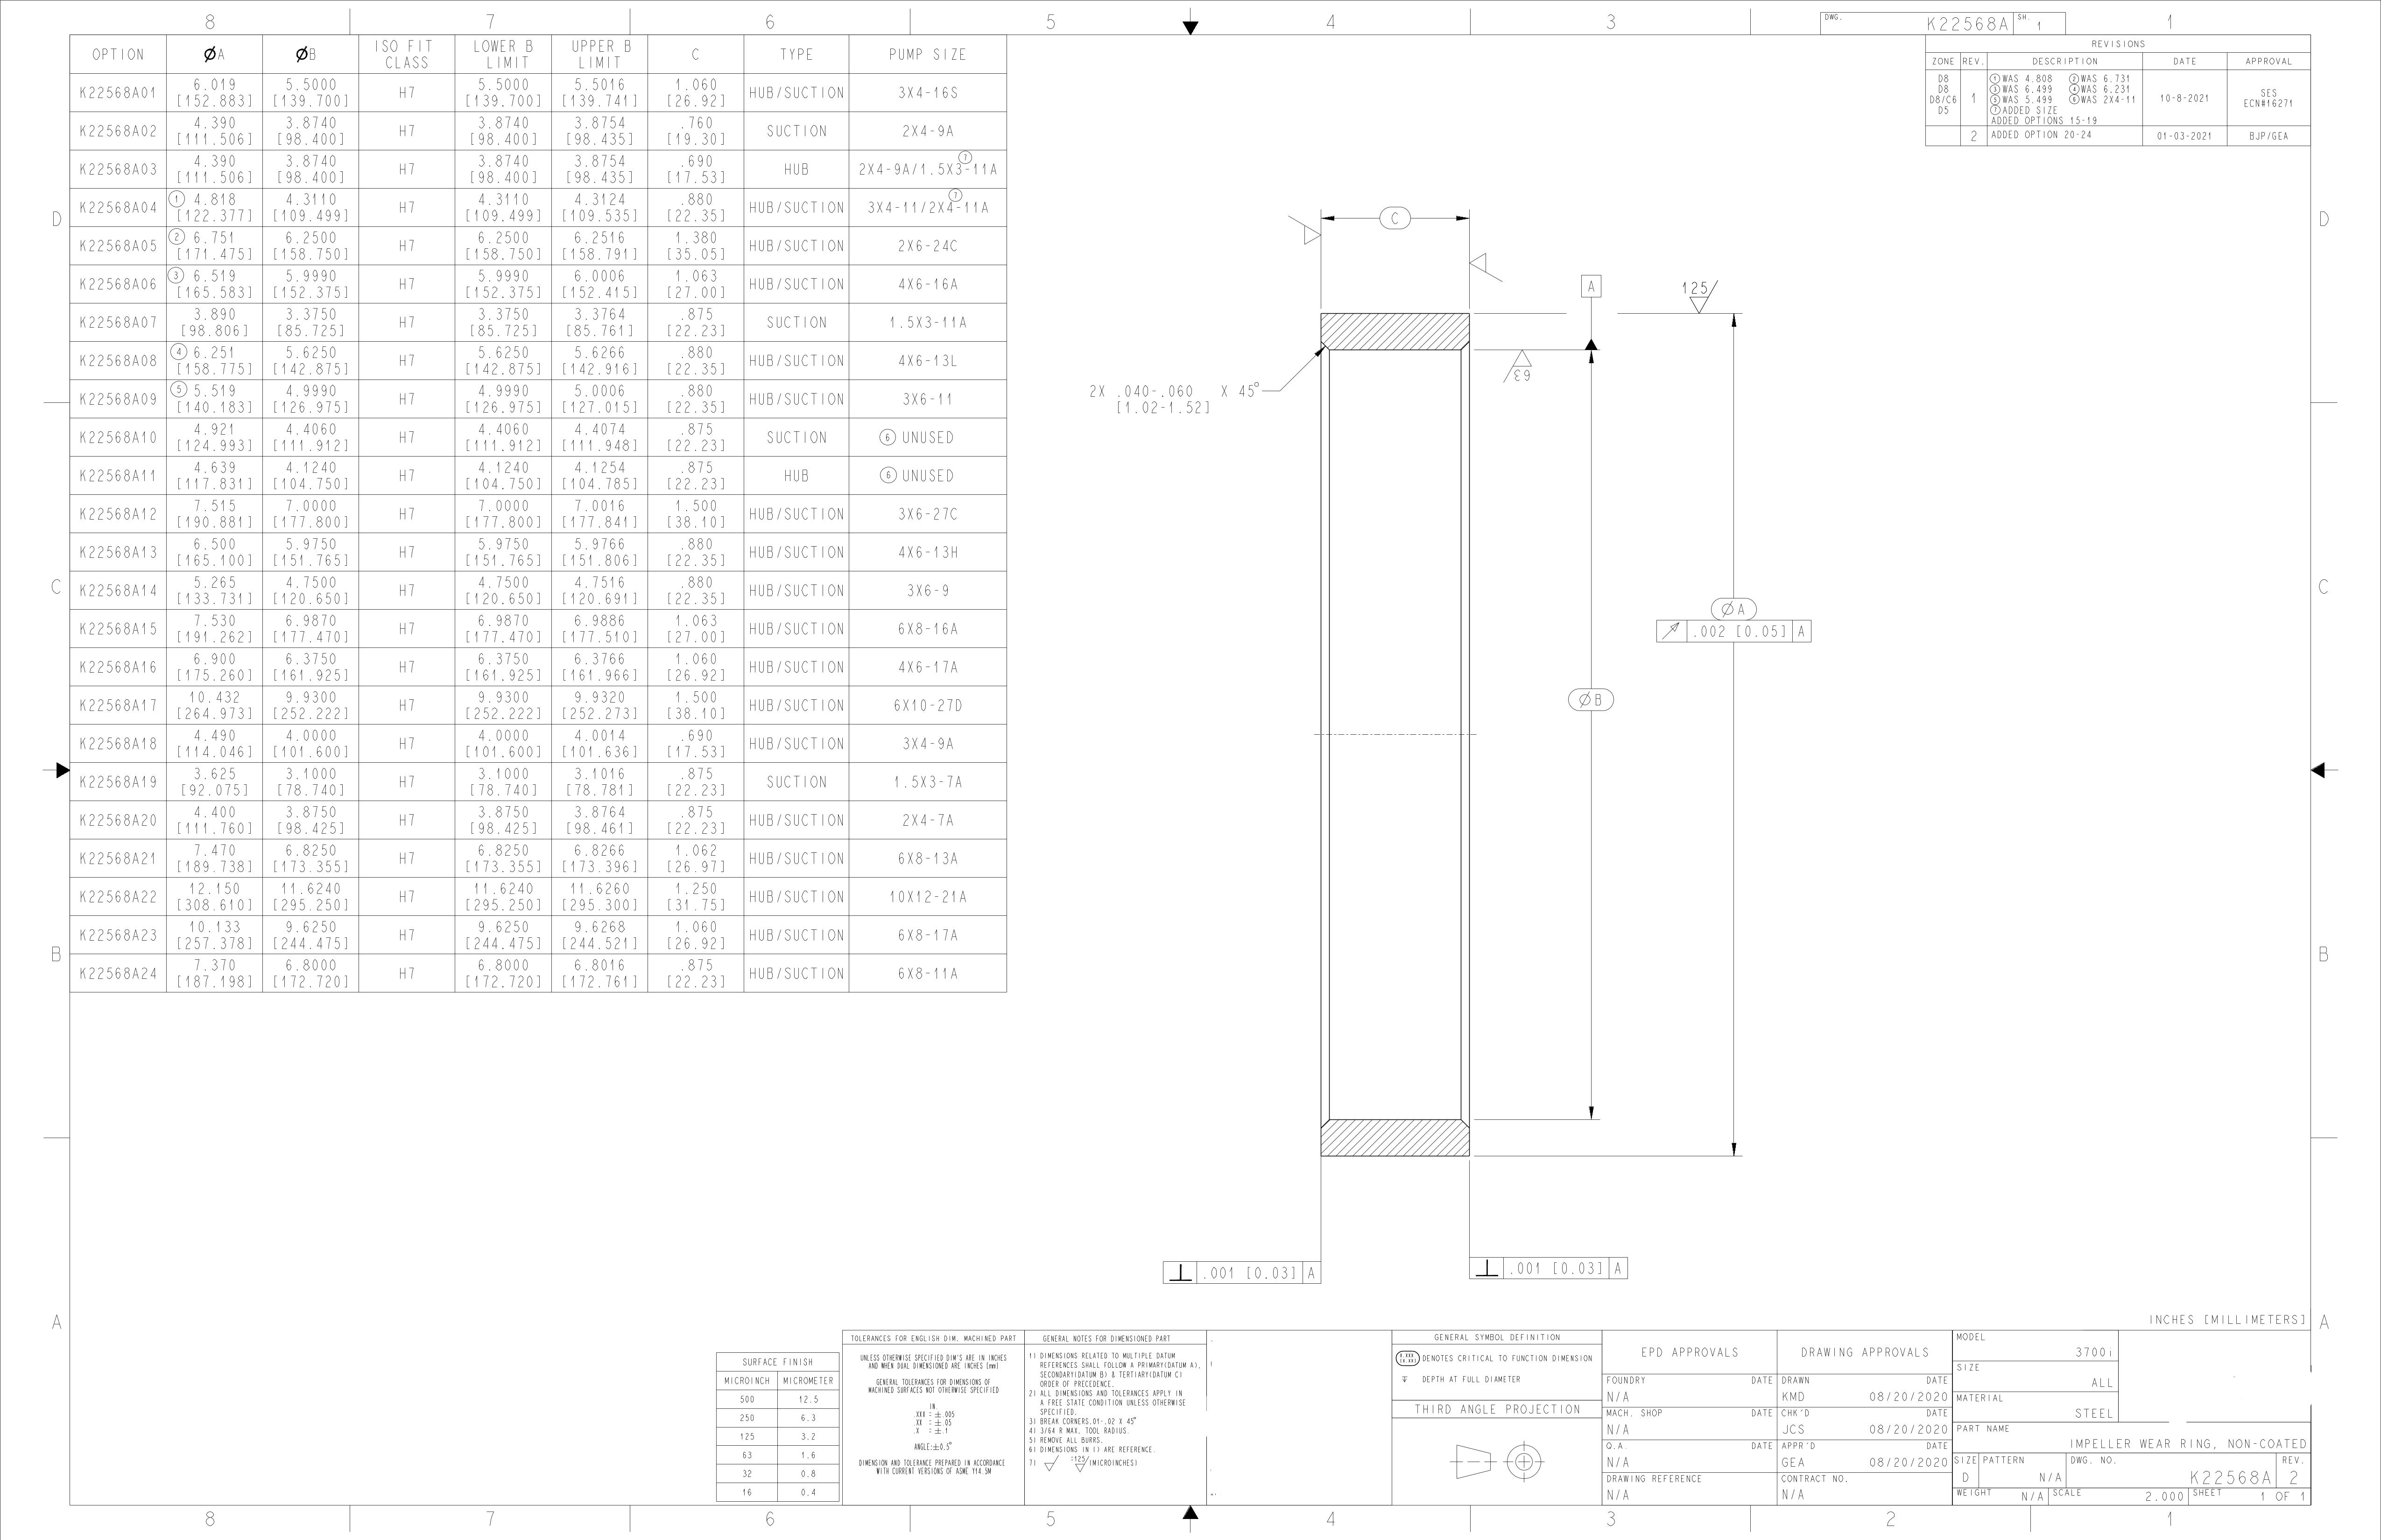 8 7 6 5 4 3 1
DWG. K22568A SH. 1
REVISIONS
ZONE REV. DESCRIPTION DATE APPROVAL
D8 ① WAS 4.808 ② WAS 6.731
D8 ③ WAS 6.499 ④ WAS 6.231
D8/C6 1 ⑤ WAS 5.499 ⑥ WAS 2X4-11 10-8-2021 SES ECN#16271
D5 ⑦ ADDED SIZE
ADDED OPTIONS 15-19
2 ADDED OPTION 20-24 01-03-2021 BJP/GEA
OPTION ØA ØB ISO FIT CLASS LOWER B LIMIT UPPER B LIMIT C TYPE PUMP SIZE
K22568A01 6.019 5.5000 H7 5.5000 5.5016 1.060 HUB/SUCTION 3X4-16S
[152.883] [139.700] [139.700] [139.741] [26.92]
K22568A02 4.390 3.8740 H7 3.8740 3.8754 .760 SUCTION 2X4-9A
[111.506] [98.400] [98.400] [98.435] [19.30]
K22568A03 4.390 3.8740 H7 3.8740 3.8754 .690 HUB 2X4-9A/1.5X3-11A ⑦
[111.506] [98.400] [98.400] [98.435] [17.53]
K22568A04 ① 4.818 4.3110 H7 4.3110 4.3124 .880 HUB/SUCTION 3X4-11/2X4-11A ⑦
[122.377] [109.499] [109.499] [109.535] [22.35]
K22568A05 ② 6.751 6.2500 H7 6.2500 6.2516 1.380 HUB/SUCTION 2X6-24C
[171.475] [158.750] [158.750] [158.791] [35.05]
K22568A06 ③ 6.519 5.9990 H7 5.9990 6.0006 1.063 HUB/SUCTION 4X6-16A
[165.583] [152.375] [152.375] [152.415] [27.00]
K22568A07 3.890 3.3750 H7 3.3750 3.3764 .875 SUCTION 1.5X3-11A
[98.806] [85.725] [85.725] [85.761] [22.23]
K22568A08 ④ 6.251 5.6250 H7 5.6250 5.6266 .880 HUB/SUCTION 4X6-13L
[158.775] [142.875] [142.875] [142.916] [22.35]
K22568A09 ⑤ 5.519 4.9990 H7 4.9990 5.0006 .880 HUB/SUCTION 3X6-11
[140.183] [126.975] [126.975] [127.015] [22.35]
K22568A10 4.921 4.4060 H7 4.4060 4.4074 .875 SUCTION ⑥ UNUSED
[124.993] [111.912] [111.912] [111.948] [22.23]
K22568A11 4.639 4.1240 H7 4.1240 4.1254 .875 HUB ⑥ UNUSED
[117.831] [104.750] [104.750] [104.785] [22.23]
K22568A12 7.515 7.0000 H7 7.0000 7.0016 1.500 HUB/SUCTION 3X6-27C
[190.881] [177.800] [177.800] [177.841] [38.10]
K22568A13 6.500 5.9750 H7 5.9750 5.9766 .880 HUB/SUCTION 4X6-13H
[165.100] [151.765] [151.765] [151.806] [22.35]
K22568A14 5.265 4.7500 H7 4.7500 4.7516 .880 HUB/SUCTION 3X6-9
[133.731] [120.650] [120.650] [120.691] [22.35]
K22568A15 7.530 6.9870 H7 6.9870 6.9886 1.063 HUB/SUCTION 6X8-16A
[191.262] [177.470] [177.470] [177.510] [27.00]
K22568A16 6.900 6.3750 H7 6.3750 6.3766 1.060 HUB/SUCTION 4X6-17A
[175.260] [161.925] [161.925] [161.966] [26.92]
K22568A17 10.432 9.9300 H7 9.9300 9.9320 1.500 HUB/SUCTION 6X10-27D
[264.973] [252.222] [252.222] [252.273] [38.10]
K22568A18 4.490 4.0000 H7 4.0000 4.0014 .690 HUB/SUCTION 3X4-9A
[114.046] [101.600] [101.600] [101.636] [17.53]
K22568A19 3.625 3.1000 H7 3.1000 3.1016 .875 SUCTION 1.5X3-7A
[92.075] [78.740] [78.740] [78.781] [22.23]
K22568A20 4.400 3.8750 H7 3.8750 3.8764 .875 HUB/SUCTION 2X4-7A
[111.760] [98.425] [98.425] [98.461] [22.23]
K22568A21 7.470 6.8250 H7 6.8250 6.8266 1.062 HUB/SUCTION 6X8-13A
[189.738] [173.355] [173.355] [173.396] [26.97]
K22568A22 12.150 11.6240 H7 11.6240 11.6260 1.250 HUB/SUCTION 10X12-21A
[308.610] [295.250] [295.250] [295.300] [31.75]
K22568A23 10.133 9.6250 H7 9.6250 9.6268 1.060 HUB/SUCTION 6X8-17A
[257.378] [244.475] [244.475] [244.521] [26.92]
K22568A24 7.370 6.8000 H7 6.8000 6.8016 .875 HUB/SUCTION 6X8-11A
[187.198] [172.720] [172.720] [172.761] [22.23]
D D
C C
B B
A A
C
A
125
63
2X .040-.060 X 45°
[1.02-1.52]
ØA
.002 [0.05] A
ØB
⊥ .001 [0.03] A
⊥ .001 [0.03] A
INCHES [MILLIMETERS]
SURFACE FINISH
MICROINCH MICROMETER
500 12.5
250 6.3
125 3.2
63 1.6
32 0.8
16 0.4
TOLERANCES FOR ENGLISH DIM. MACHINED PART
UNLESS OTHERWISE SPECIFIED DIM'S ARE IN INCHES
AND WHEN DUAL DIMENSIONED ARE INCHES [mm]
GENERAL TOLERANCES FOR DIMENSIONS OF
MACHINED SURFACES NOT OTHERWISE SPECIFIED
IN.
.XXX = ±.005
.XX = ±.05
.X = ±.1
ANGLE:±0.5°
DIMENSION AND TOLERANCE PREPARED IN ACCORDANCE
WITH CURRENT VERSIONS OF ASME Y14.5M
GENERAL NOTES FOR DIMENSIONED PART
1) DIMENSIONS RELATED TO MULTIPLE DATUM
REFERENCES SHALL FOLLOW A PRIMARY(DATUM A),
SECONDARY(DATUM B) & TERTIARY(DATUM C)
ORDER OF PRECEDENCE.
2) ALL DIMENSIONS AND TOLERANCES APPLY IN
A FREE STATE CONDITION UNLESS OTHERWISE
SPECIFIED.
3) BREAK CORNERS.01-.02 X 45°
4) 3/64 R MAX. TOOL RADIUS.
5) REMOVE ALL BURRS.
6) DIMENSIONS IN () ARE REFERENCE.
7) =125 (MICROINCHES)
GENERAL SYMBOL DEFINITION
X.XXX [X.XX] DENOTES CRITICAL TO FUNCTION DIMENSION
DEPTH AT FULL DIAMETER
THIRD ANGLE PROJECTION
EPD APPROVALS
FOUNDRY DATE
N/A
MACH. SHOP DATE
N/A
Q.A. DATE
N/A
DRAWING REFERENCE
N/A
DRAWING APPROVALS
DRAWN DATE
KMD 08/20/2020
CHK'D DATE
JCS 08/20/2020
APPR'D DATE
GEA 08/20/2020
CONTRACT NO.
N/A
MODEL
3700i
SIZE
ALL
MATERIAL
STEEL
PART NAME
IMPELLER WEAR RING, NON-COATED
SIZE PATTERN DWG. NO. REV.
D N/A K22568A 2
WEIGHT N/A SCALE 2.000 SHEET 1 OF 1
8 7 6 5 4 3 2 1